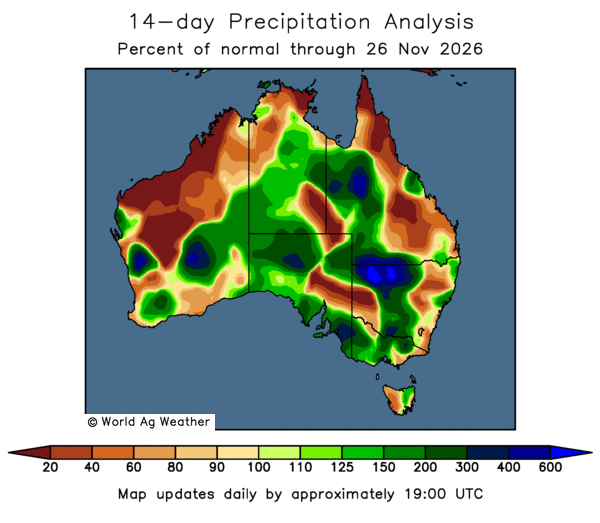 14-day Precipitation Analysis
Percent of normal through 26 Nov 2026
© World Ag Weather
20 40 60 80 90 100 110 125 150 200 300 400 600
Map updates daily by approximately 19:00 UTC